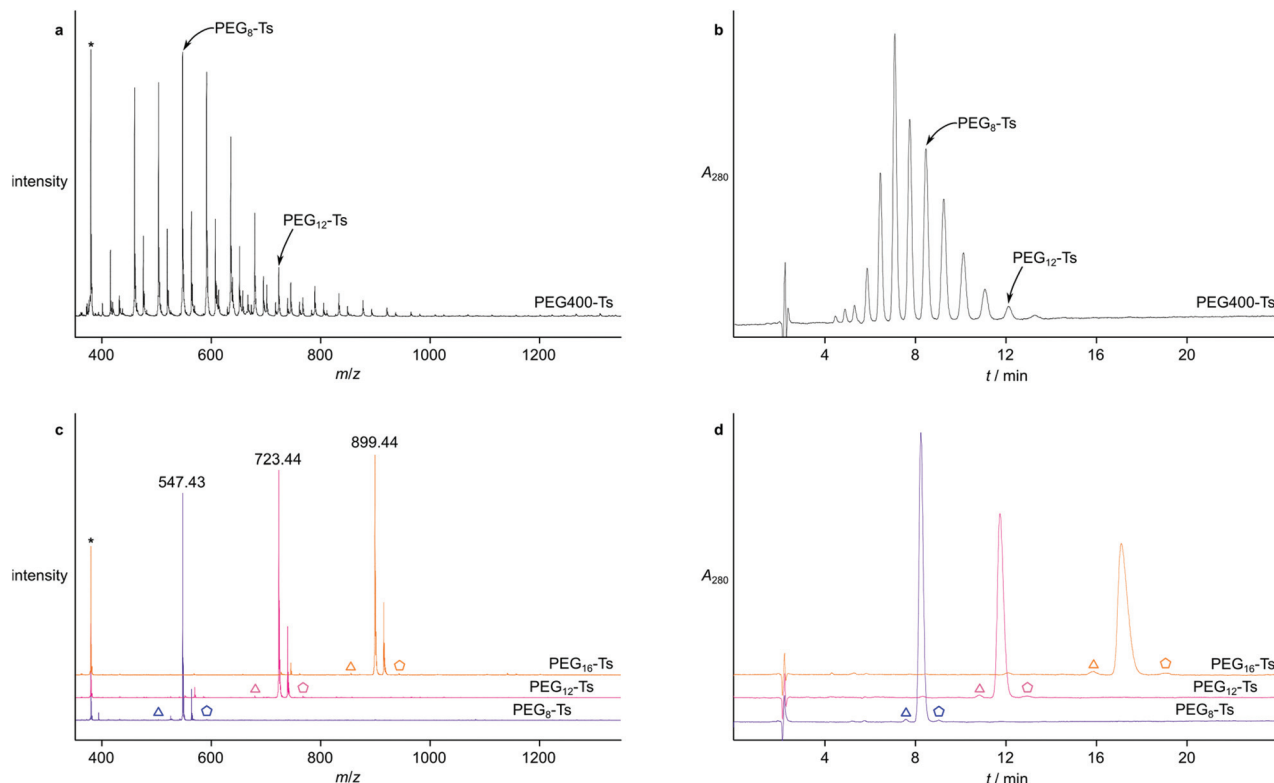 a
*
PEG₈-Ts
PEG₁₂-Ts
intensity
PEG400-Ts
400 600 800 1000 1200
m/z
b
PEG₈-Ts
A₂₈₀
PEG₁₂-Ts
PEG400-Ts
4 8 12 16 20
t / min
c
899.44
723.44
547.43
*
intensity
PEG₁₆-Ts
PEG₁₂-Ts
PEG₈-Ts
400 600 800 1000 1200
m/z
d
A₂₈₀
PEG₁₆-Ts
PEG₁₂-Ts
PEG₈-Ts
4 8 12 16 20
t / min